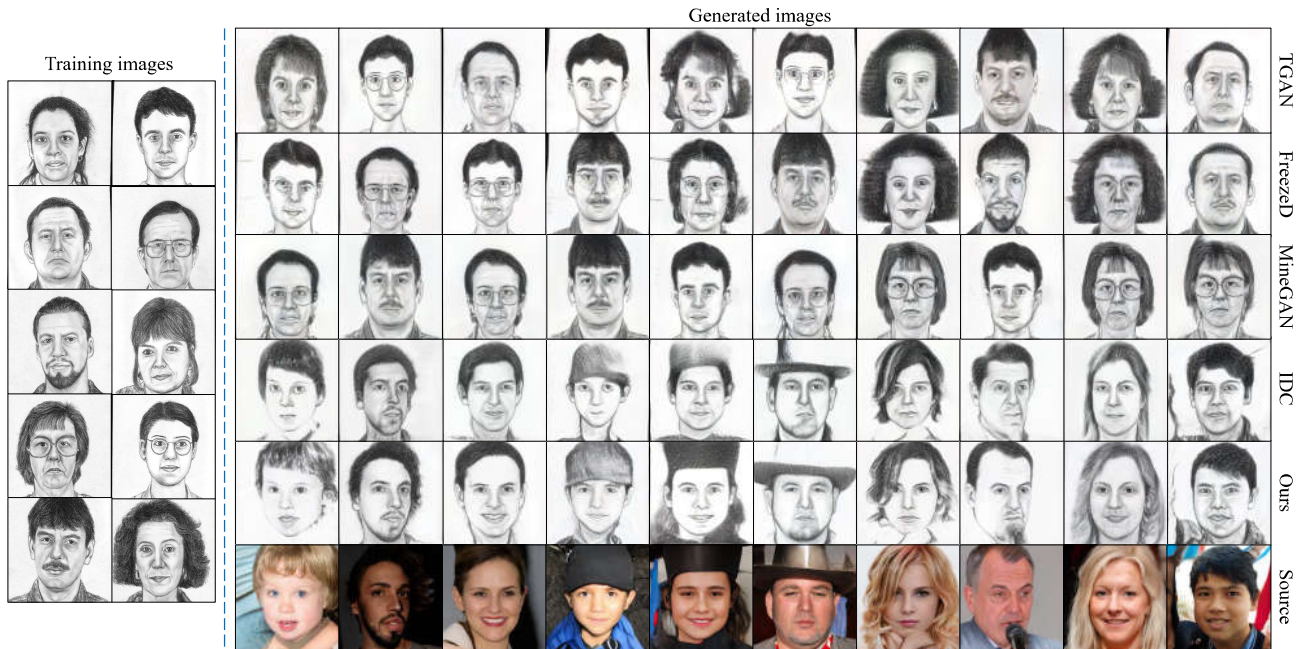 Generated images
Training images
TGAN
FreezeD
MineGAN
IDC
Ours
Source